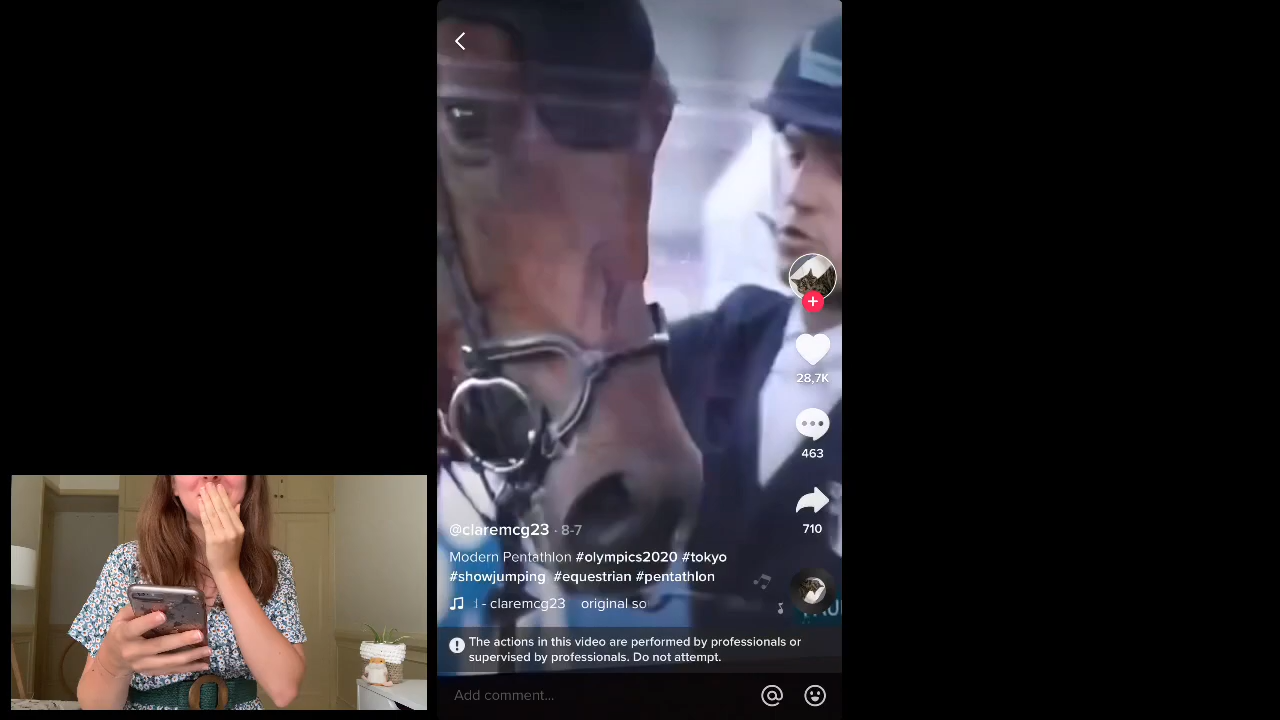 28,7K
463
710
@claremcg23 · 8-7
Modern Pentathlon #olympics2020 #tokyo
#showjumping #equestrian #pentathlon
- claremcg23 original so
The actions in this video are performed by professionals or
supervised by professionals. Do not attempt.
Add comment...